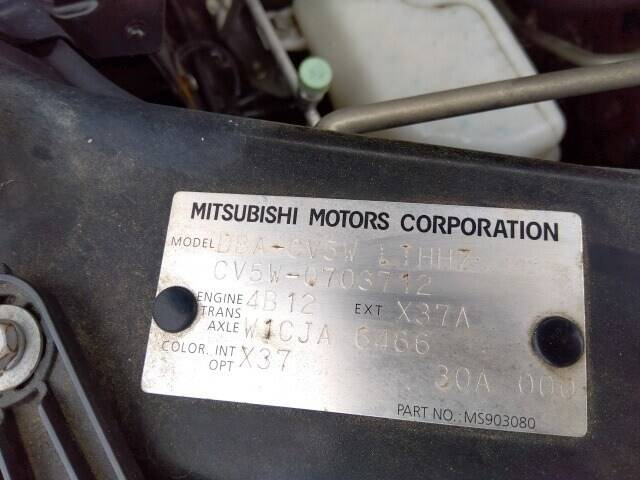 MITSUBISHI MOTORS CORPORATION
MODEL DBA-CV5W LTHHZ
CV5W-0703712
ENGINE 4B12 EXT X37A
TRANS AXLE W1CJA 6466
COLOR. INT X37
OPT
30A 000
PART NO.: MS903080